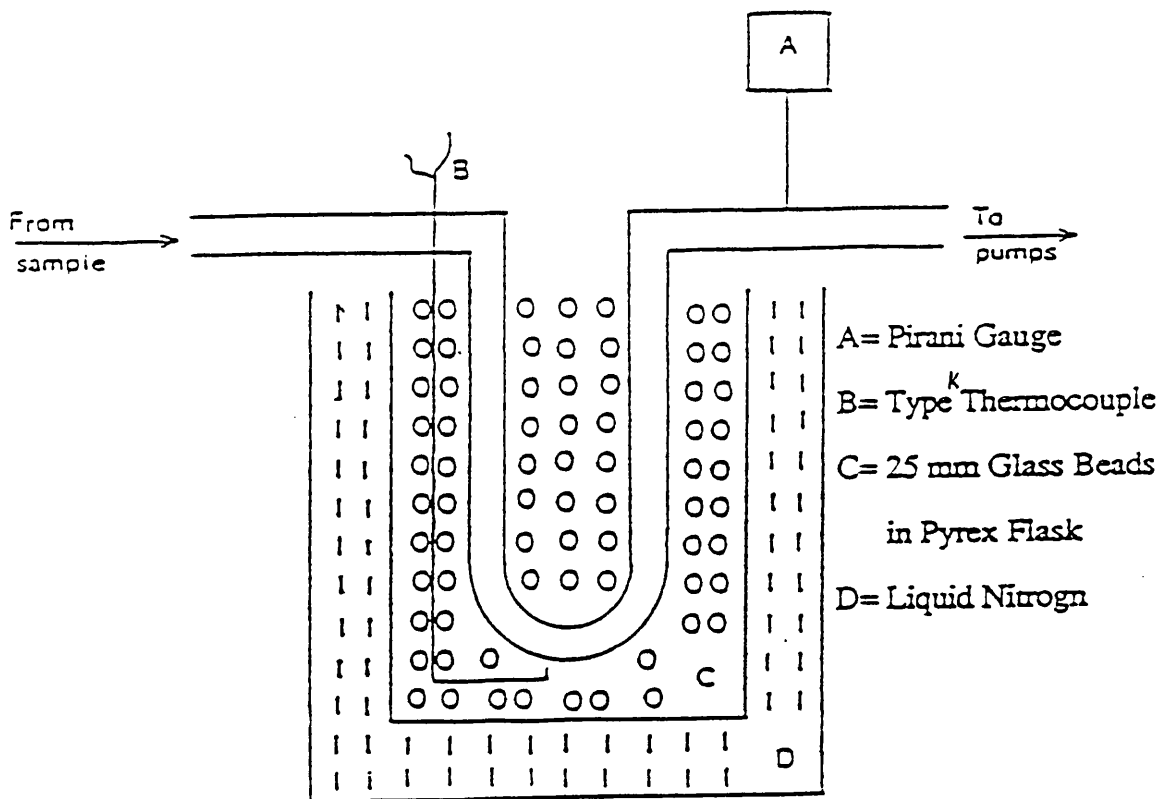 A
B
From
sample
To
pumps
A= Pirani Gauge
B= Type K Thermocouple
C= 25 mm Glass Beads
in Pyrex Flask
D= Liquid Nitrogn
C
D